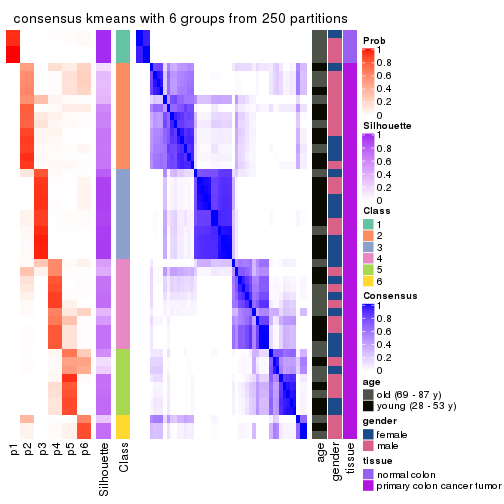 consensus kmeans with 6 groups from 250 partitions
Prob
1
0.8
0.6
0.4
0.2
0
Silhouette
1
0.8
0.6
0.4
0.2
0
Class
1
2
3
4
5
6
Consensus
1
0.8
0.6
0.4
0.2
0
age
old (69 - 87 y)
young (28 - 53 y)
gender
female
male
tissue
normal colon
primary colon cancer tumor
p1
p2
p3
p4
p5
p6
Silhouette
Class
age
gender
tissue